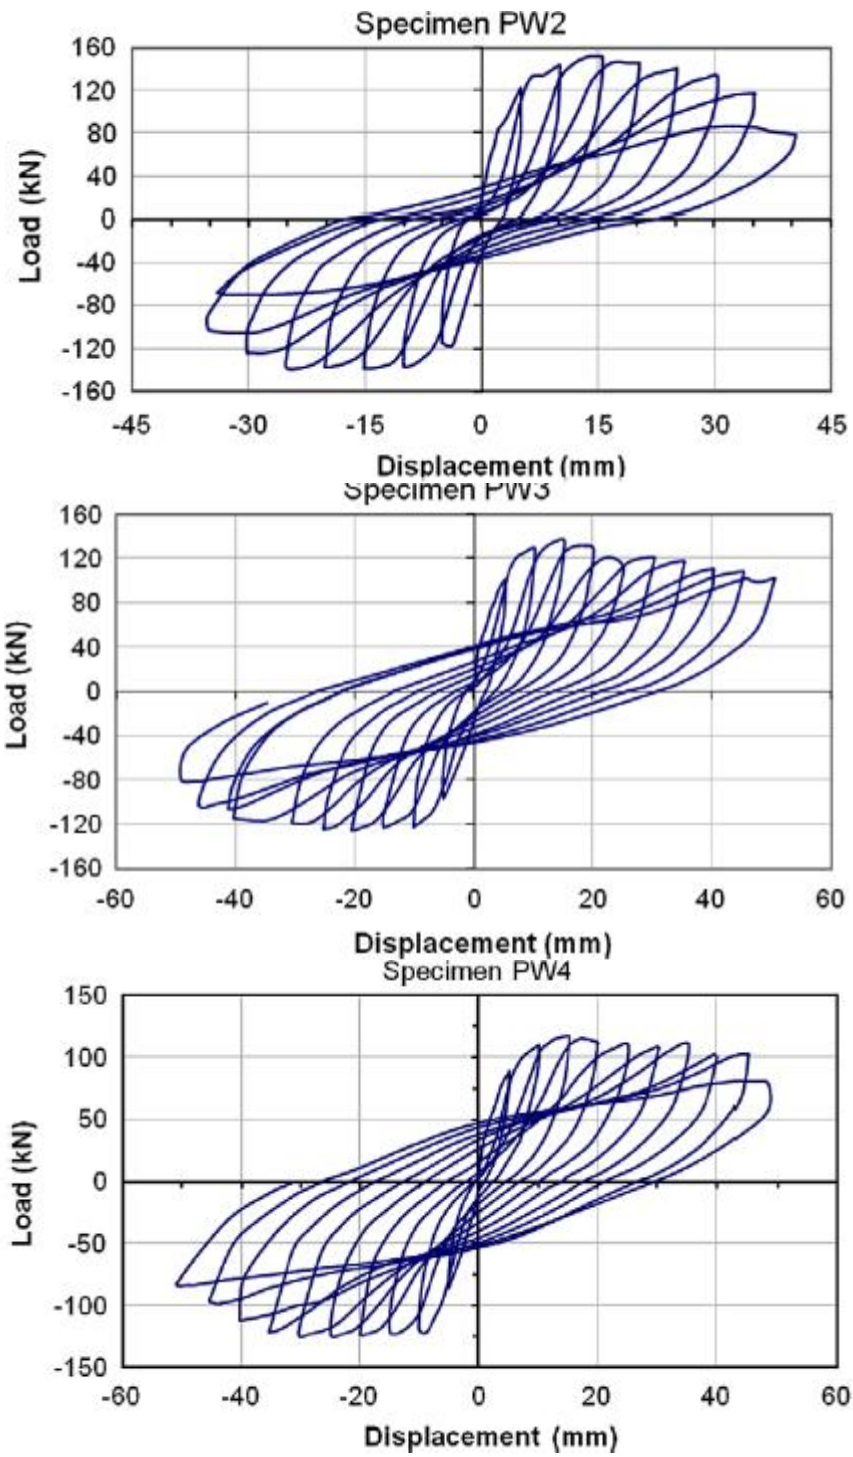 Specimen PW2
160
120
80
40
0
-40
-80
-120
-160
Load (kN)
-45 -30 -15 0 15 30 45
Displacement (mm)
Specimen PW3
160
120
80
40
0
-40
-80
-120
-160
Load (kN)
-60 -40 -20 0 20 40 60
Displacement (mm)
Specimen PW4
150
100
50
0
-50
-100
-150
Load (kN)
-60 -40 -20 0 20 40 60
Displacement (mm)